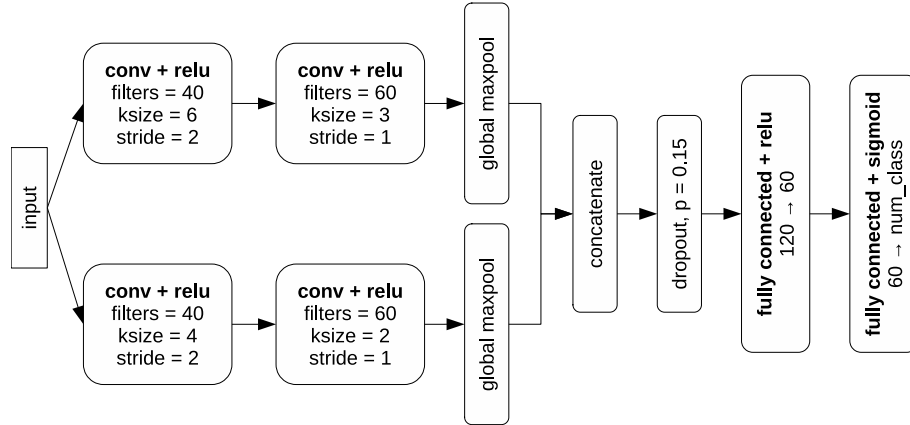 input
conv + relu
filters = 40
ksize = 6
stride = 2
conv + relu
filters = 60
ksize = 3
stride = 1
global maxpool
conv + relu
filters = 40
ksize = 4
stride = 2
conv + relu
filters = 60
ksize = 2
stride = 1
global maxpool
concatenate
dropout, p = 0.15
fully connected + relu
120 → 60
fully connected + sigmoid
60 → num_class